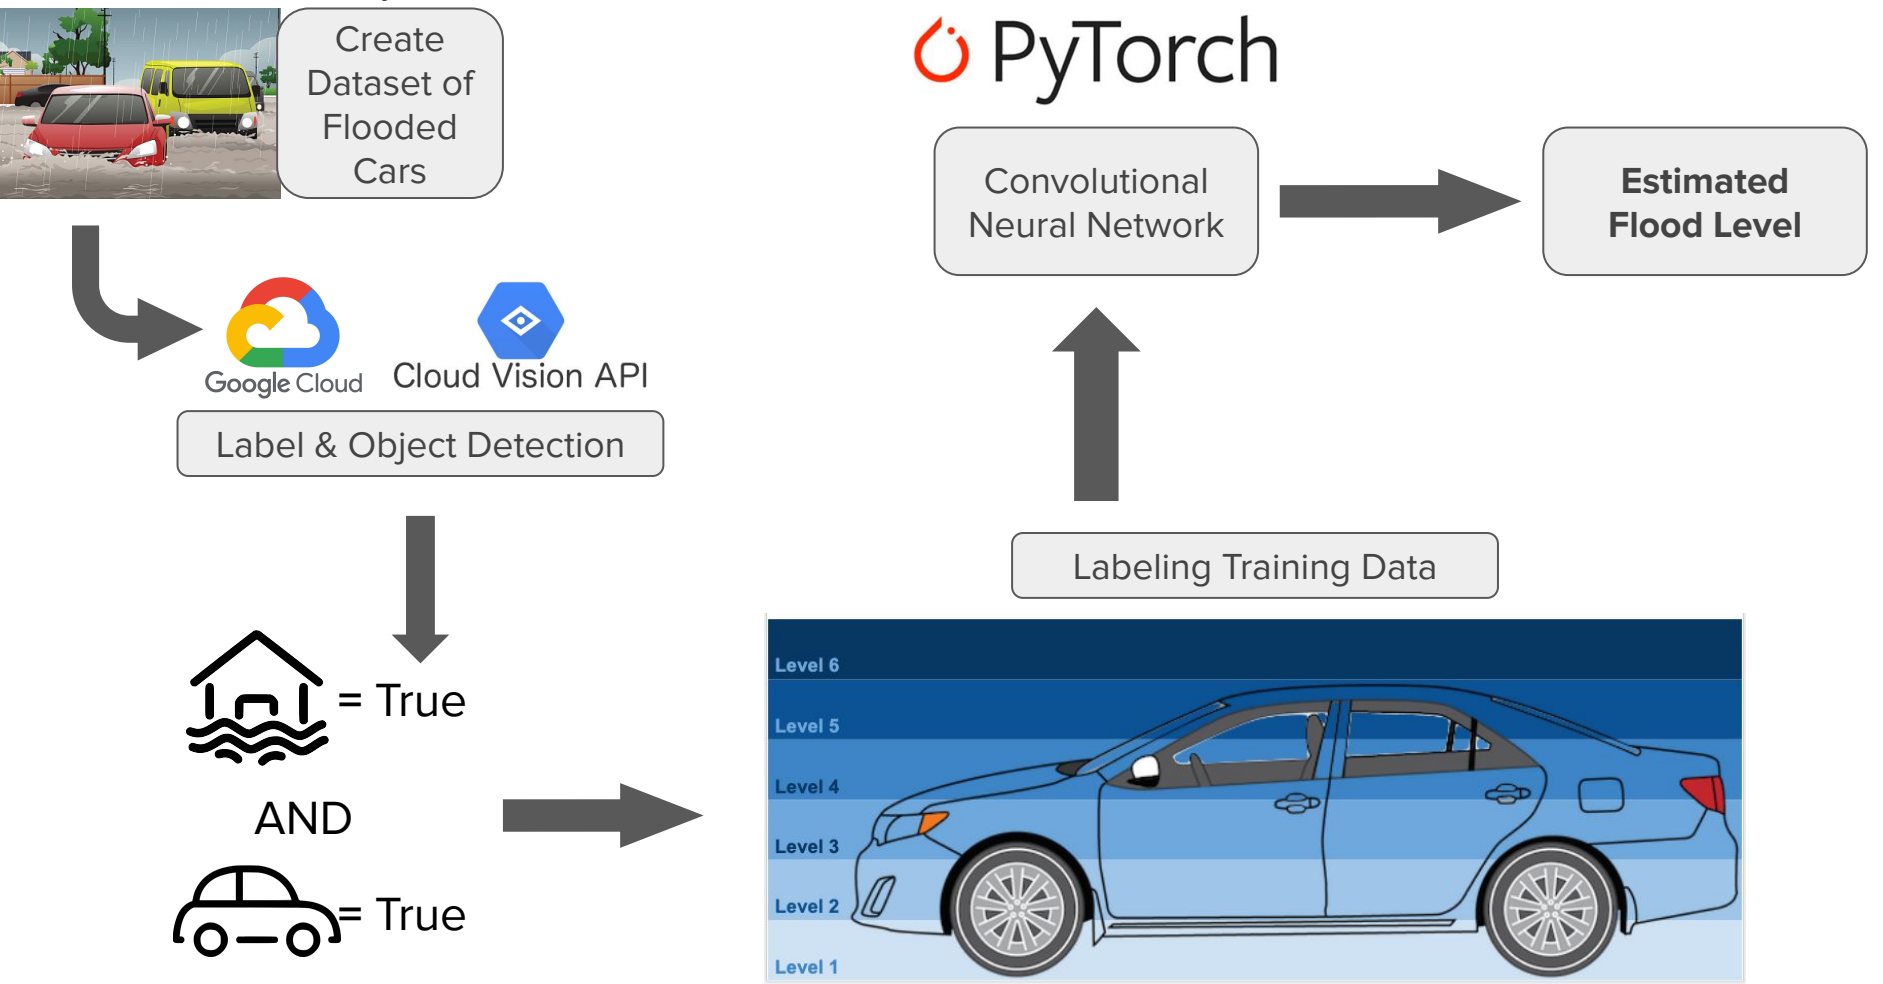 Create
Dataset of
Flooded
Cars
Google Cloud
Cloud Vision API
Label & Object Detection
= True
AND
= True
PyTorch
Convolutional
Neural Network
Estimated
Flood Level
Labeling Training Data
Level 6
Level 5
Level 4
Level 3
Level 2
Level 1